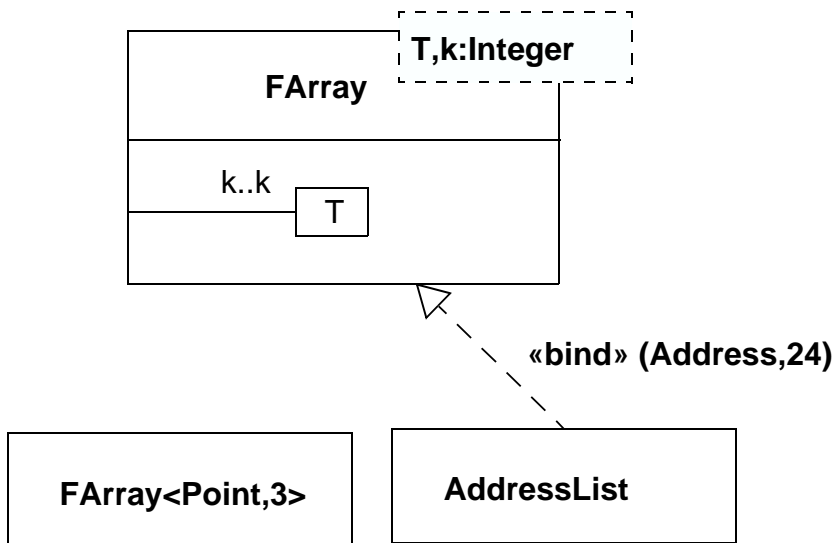 T,k:Integer
FArray
k..k
T
«bind» (Address,24)
FArray<Point,3>
AddressList